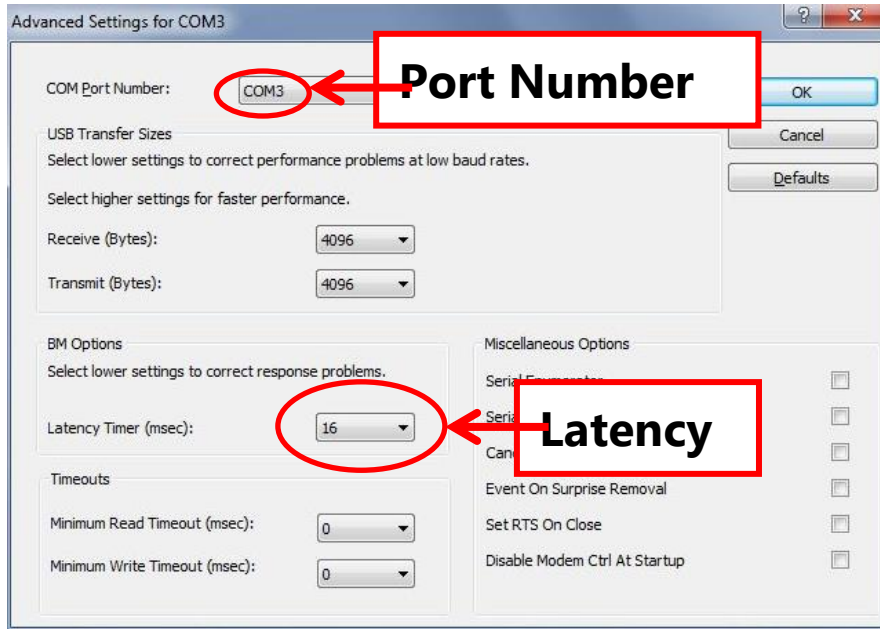 Advanced Settings for COM3
Port Number
COM Port Number:
COM3
OK
Cancel
Defaults
USB Transfer Sizes
Select lower settings to correct performance problems at low baud rates.
Select higher settings for faster performance.
Receive (Bytes):
4096
Transmit (Bytes):
4096
BM Options
Select lower settings to correct response problems.
Latency Timer (msec):
16
Latency
Timeouts
Minimum Read Timeout (msec):
0
Minimum Write Timeout (msec):
0
Miscellaneous Options
Event On Surprise Removal
Set RTS On Close
Disable Modem Ctrl At Startup